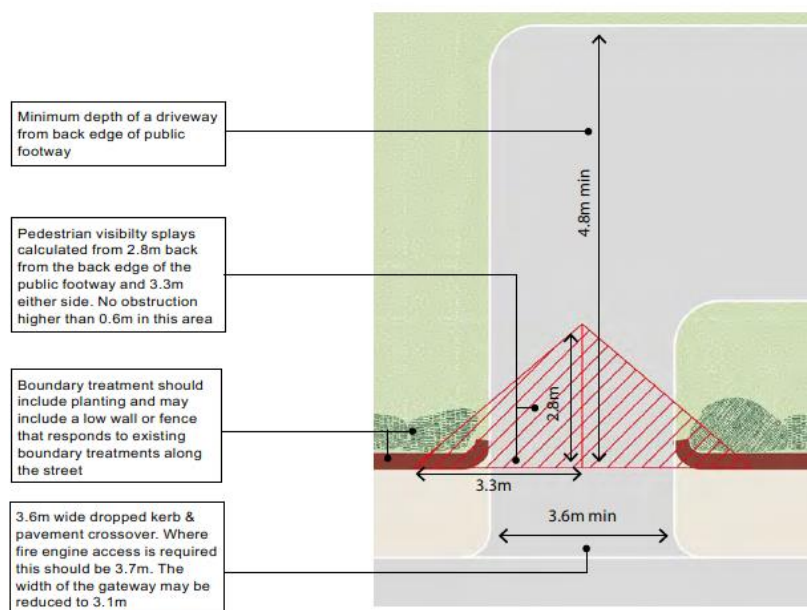 Minimum depth of a driveway
from back edge of public
footway
4.8m min
Pedestrian visibilty splays
calculated from 2.8m back
from the back edge of the
public footway and 3.3m
either side. No obstruction
higher than 0.6m in this area
2.8m
Boundary treatment should
include planting and may
include a low wall or fence
that responds to existing
boundary treatments along
the street
3.3m
3.6m min
3.6m wide dropped kerb &
pavement crossover. Where
fire engine access is required
this should be 3.7m. The
width of the gateway may be
reduced to 3.1m